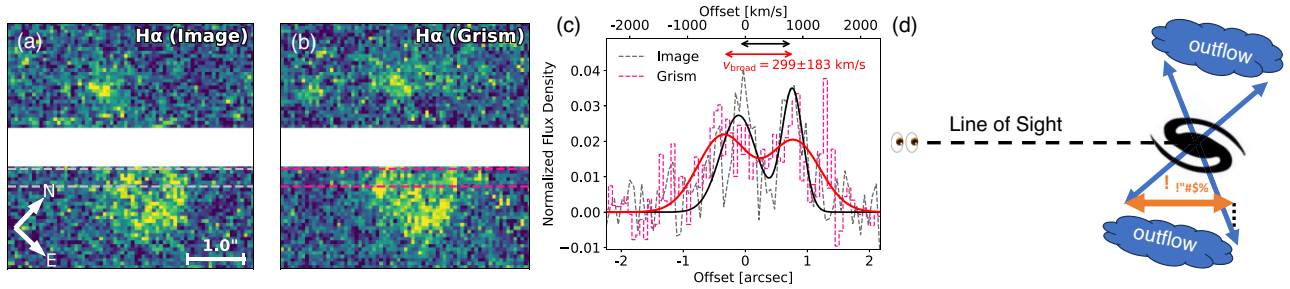 (a)
Hα (Image)
N
E
1.0"
(b)
Hα (Grism)
(c)
Offset [km/s]
-2000 -1000 0 1000 2000
Image
Grism
v_broad = 299±183 km/s
Normalized Flux Density
0.04
0.03
0.02
0.01
0.00
−0.01
-2 -1 0 1 2
Offset [arcsec]
(d)
outflow
Line of Sight
! !"#$%
outflow